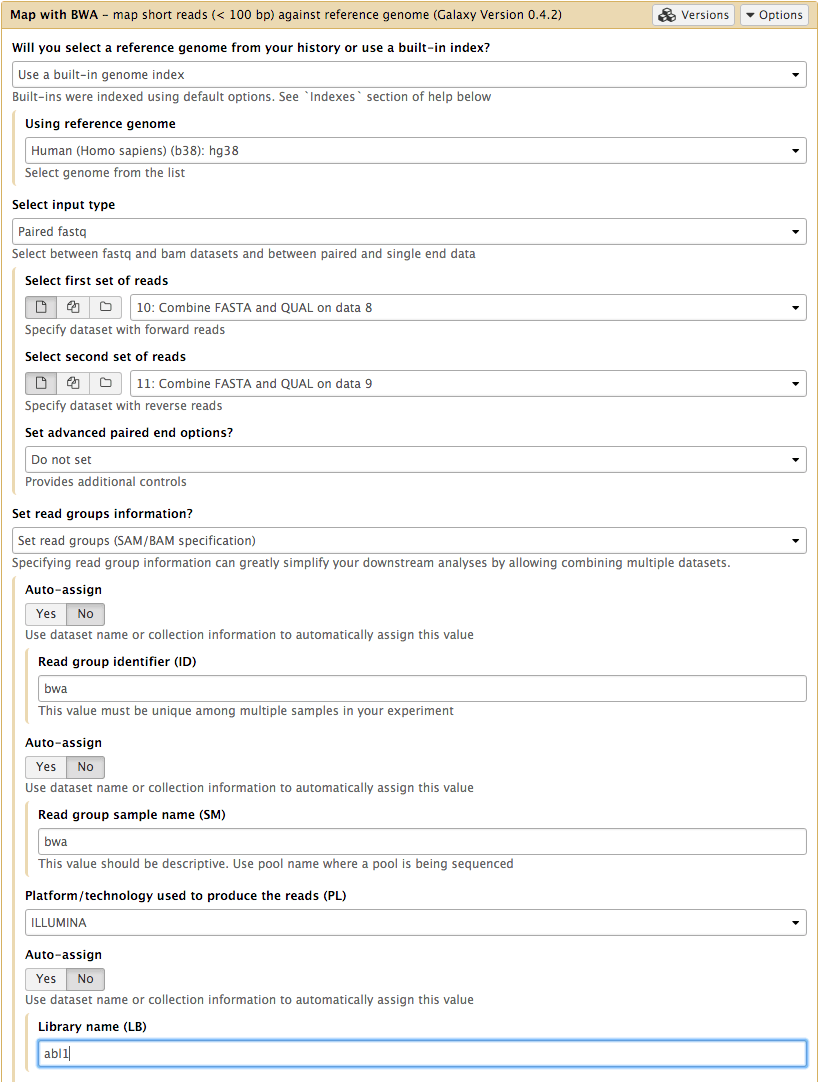 Map with BWA - map short reads (< 100 bp) against reference genome (Galaxy Version 0.4.2) Versions Options
Will you select a reference genome from your history or use a built-in index?
Use a built-in genome index
Built-ins were indexed using default options. See `Indexes` section of help below
Using reference genome
Human (Homo sapiens) (b38): hg38
Select genome from the list
Select input type
Paired fastq
Select between fastq and bam datasets and between paired and single end data
Select first set of reads
10: Combine FASTA and QUAL on data 8
Specify dataset with forward reads
Select second set of reads
11: Combine FASTA and QUAL on data 9
Specify dataset with reverse reads
Set advanced paired end options?
Do not set
Provides additional controls
Set read groups information?
Set read groups (SAM/BAM specification)
Specifying read group information can greatly simplify your downstream analyses by allowing combining multiple datasets.
Auto-assign
Yes No
Use dataset name or collection information to automatically assign this value
Read group identifier (ID)
bwa
This value must be unique among multiple samples in your experiment
Auto-assign
Yes No
Use dataset name or collection information to automatically assign this value
Read group sample name (SM)
bwa
This value should be descriptive. Use pool name where a pool is being sequenced
Platform/technology used to produce the reads (PL)
ILLUMINA
Auto-assign
Yes No
Use dataset name or collection information to automatically assign this value
Library name (LB)
abl1